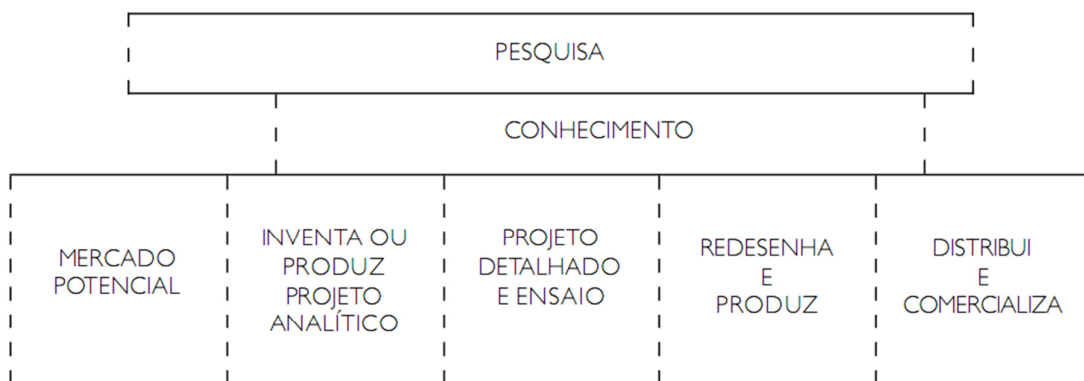 PESQUISA
CONHECIMENTO
MERCADO
POTENCIAL
INVENTA OU
PRODUZ
PROJETO
ANALÍTICO
PROJETO
DETALHADO
E ENSAIO
REDESENHA
E
PRODUZ
DISTRIBUI
E
COMERCIALIZA